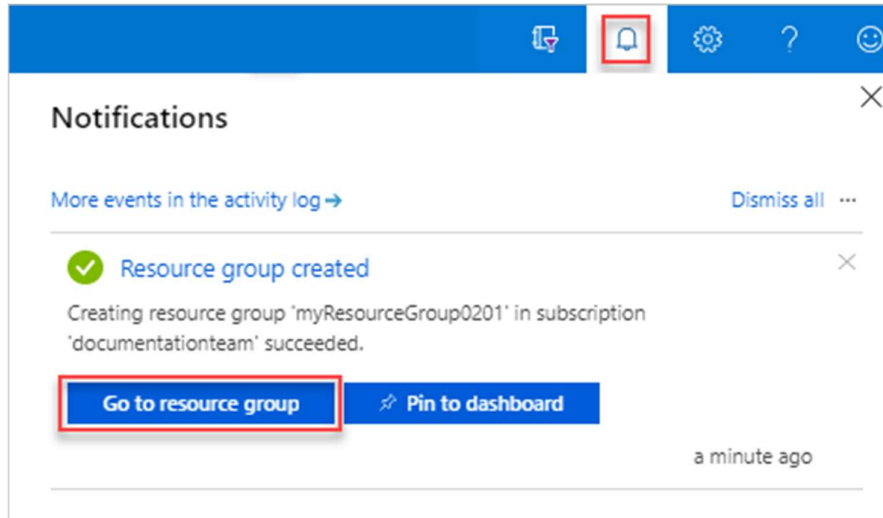 Notifications
More events in the activity log →
Dismiss all ...
Resource group created
Creating resource group 'myResourceGroup0201' in subscription
'documentationteam' succeeded.
Go to resource group
Pin to dashboard
a minute ago